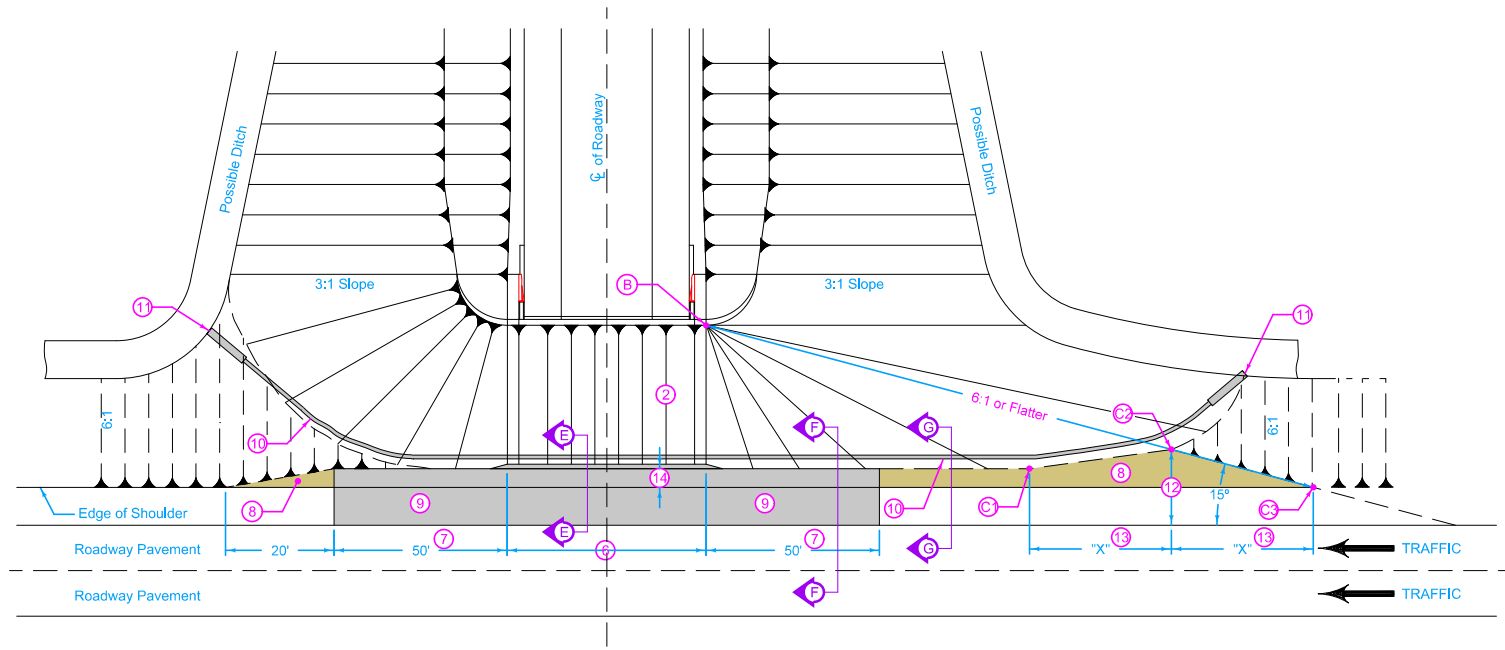 Possible Ditch
℄ of Roadway
Possible Ditch
3:1 Slope
B
3:1 Slope
11
11
2
6:1 or Flatter
C2
6:1
10
E
F
G
6:1
14
8
12
8
9
9
10
C1
15°
C3
Edge of Shoulder
E
7
7
13
13
Roadway Pavement
20'
50'
6
50'
G
"X"
"X"
TRAFFIC
Roadway Pavement
F
TRAFFIC